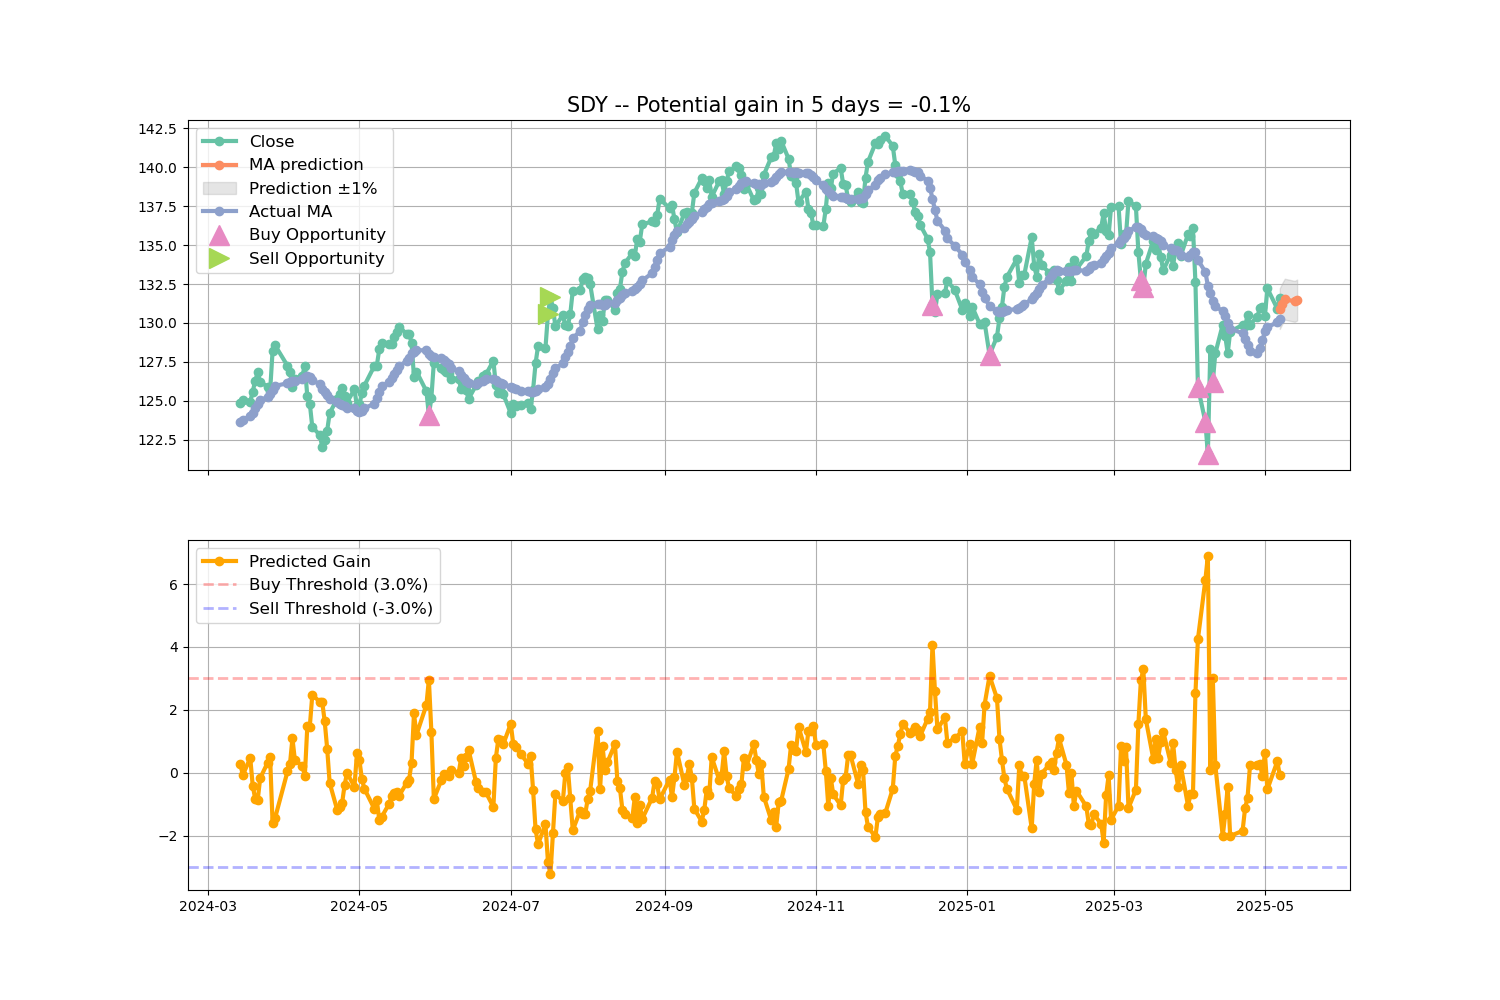 SDY -- Potential gain in 5 days = -0.1%
142.5
140.0
137.5
135.0
132.5
130.0
127.5
125.0
122.5
Close
MA prediction
Prediction ±1%
Actual MA
Buy Opportunity
Sell Opportunity
6
4
2
0
−2
Predicted Gain
Buy Threshold (3.0%)
Sell Threshold (-3.0%)
2024-03
2024-05
2024-07
2024-09
2024-11
2025-01
2025-03
2025-05